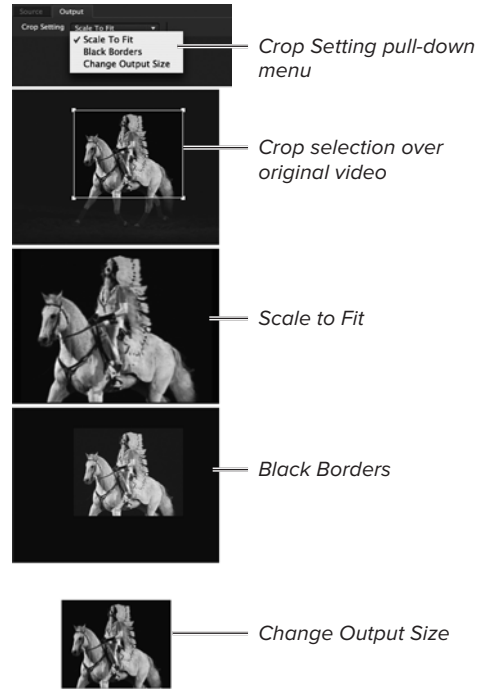 Source Output
Crop Setting Scale To Fit
✓ Scale To Fit
Black Borders
Change Output Size
Crop Setting pull-down
menu
Crop selection over
original video
Scale to Fit
Black Borders
Change Output Size